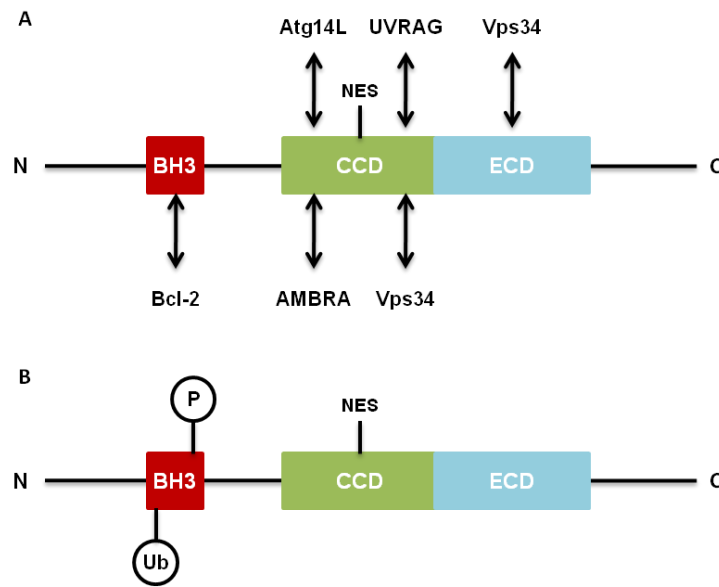 A
Atg14L UVRAG Vps34
NES
N BH3 CCD ECD C
Bcl-2 AMBRA Vps34
B
P
NES
N BH3 CCD ECD C
Ub